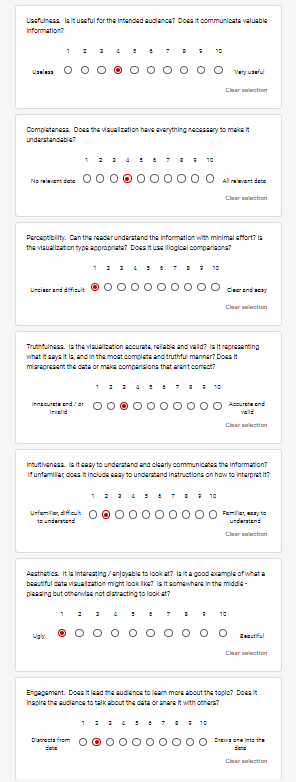 Usefulness. Is it useful for the intended audience? Does it communicate valuable
information?
1 2 3 4 5 6 7 8 9 10
Useless Very useful
Clear selection
Completeness. Does the visualization have everything necessary to make it
understandable?
1 2 3 4 5 6 7 8 9 10
No relevant data All relevant data
Clear selection
Perceptibility. Can the reader understand the information with minimal effort? Is
the visualization type appropriate? Does it use illogical comparisons?
1 2 3 4 5 6 7 8 9 10
Unclear and difficult Clear and easy
Clear selection
Truthfulness. Is the visualization accurate, reliable and valid? Is it representing
what it says it is, and in the most complete and truthful manner? Does it
misrepresent the data or make comparisions that aren't correct?
1 2 3 4 5 6 7 8 9 10
Innacurate and / or Accurate and
invalid valid
Clear selection
Intuitiveness. Is it easy to understand and clearly communicates the information?
If unfamiliar, does it include easy to understand instructions on how to interpret it?
1 2 3 4 5 6 7 8 9 10
Unfamiliar, difficult Familiar, easy to
to understand understand
Clear selection
Aesthetics. It is interesting / enjoyable to look at? Is it a good example of what a
beautiful data visualization might look like? Is it somewhere in the middle -
pleasing but otherwise not distracting to look at?
1 2 3 4 5 6 7 8 9 10
Ugly Beautiful
Clear selection
Engagement. Does it lead the audience to learn more about the topic? Does it
inspire the audience to talk about the data or share it with others?
1 2 3 4 5 6 7 8 9 10
Distracts from Draws one into the
data data
Clear selection